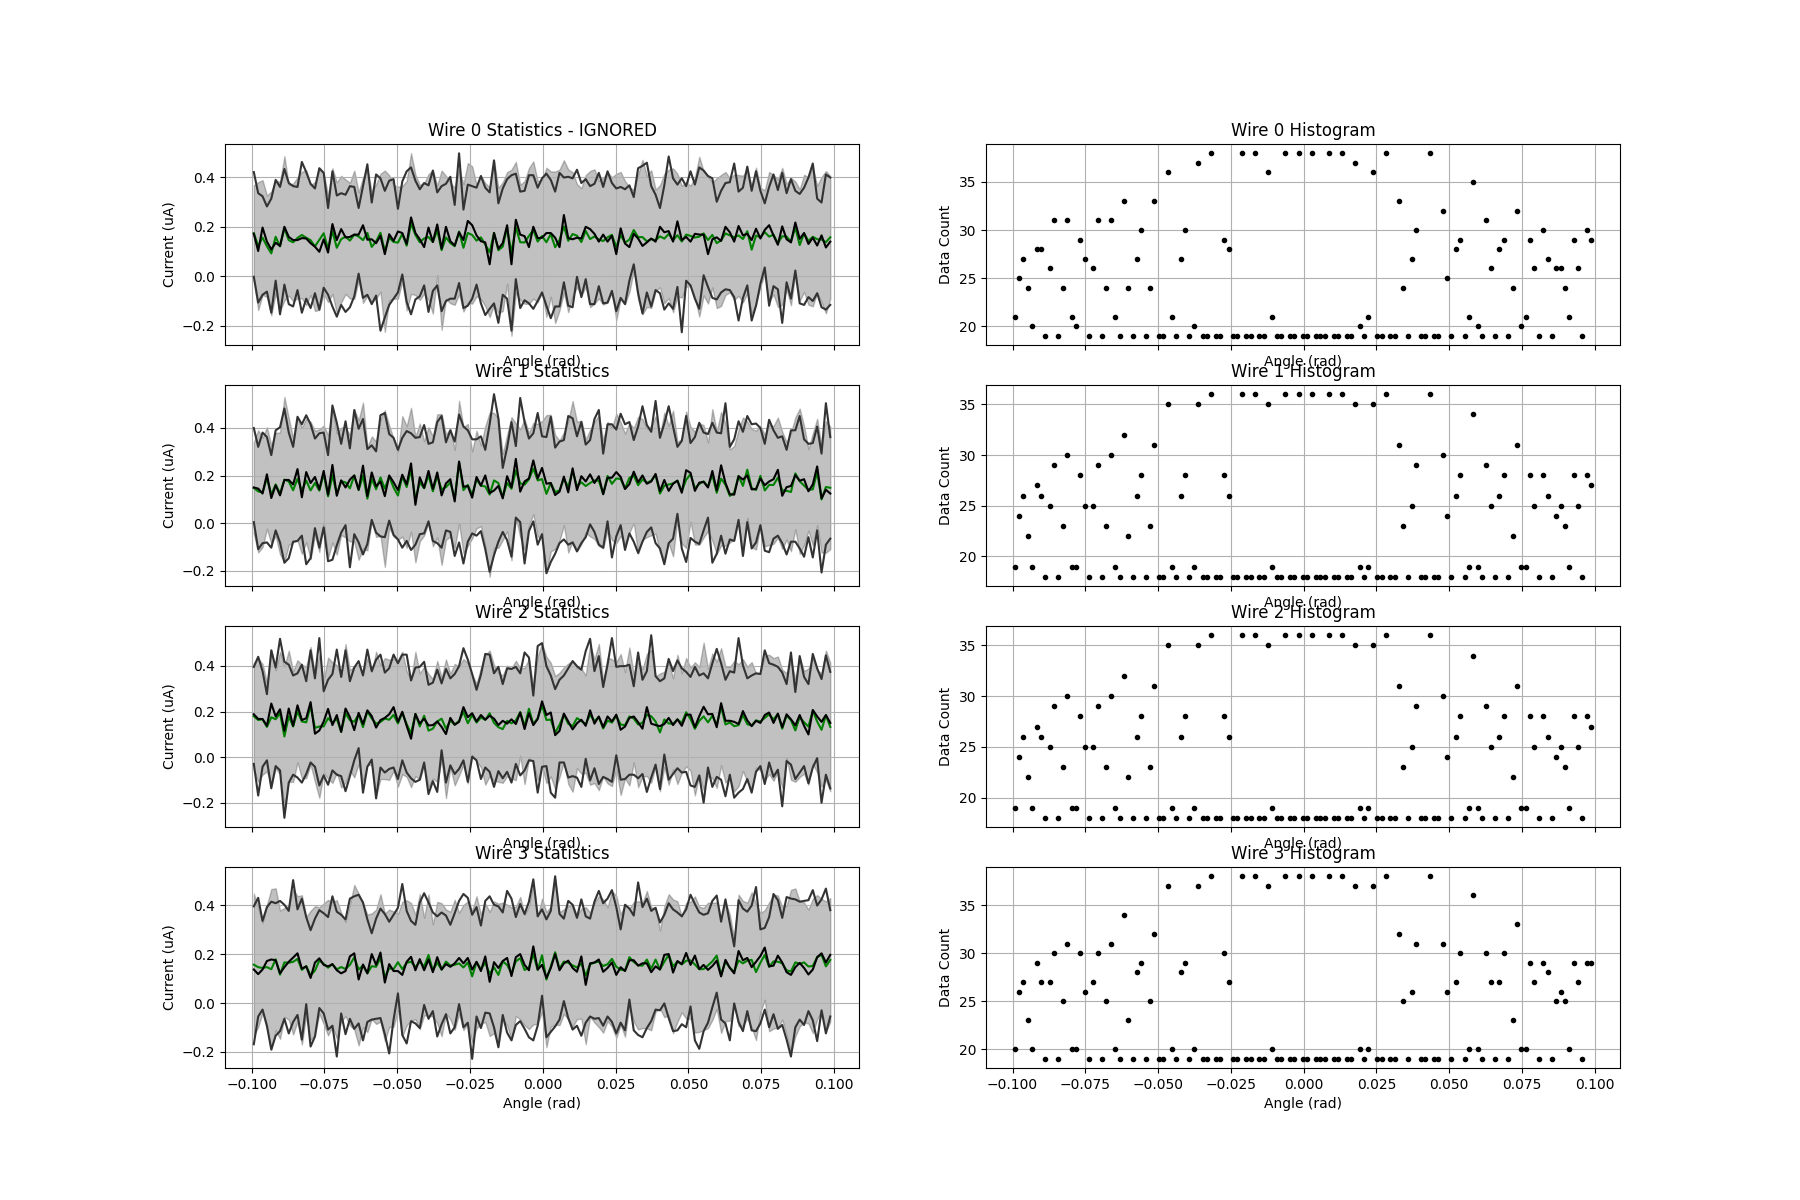 Wire 0 Statistics - IGNORED
Current (uA)
0.4
0.2
0.0
−0.2
Angle (rad)
Wire 0 Histogram
Data Count
35
30
25
20
Angle (rad)
Wire 1 Statistics
Current (uA)
0.4
0.2
0.0
−0.2
Angle (rad)
Wire 1 Histogram
Data Count
35
30
25
20
Angle (rad)
Wire 2 Statistics
Current (uA)
0.4
0.2
0.0
−0.2
Angle (rad)
Wire 2 Histogram
Data Count
35
30
25
20
Angle (rad)
Wire 3 Statistics
Current (uA)
0.4
0.2
0.0
−0.2
−0.100 −0.075 −0.050 −0.025 0.000 0.025 0.050 0.075 0.100
Angle (rad)
Wire 3 Histogram
Data Count
35
30
25
20
−0.100 −0.075 −0.050 −0.025 0.000 0.025 0.050 0.075 0.100
Angle (rad)